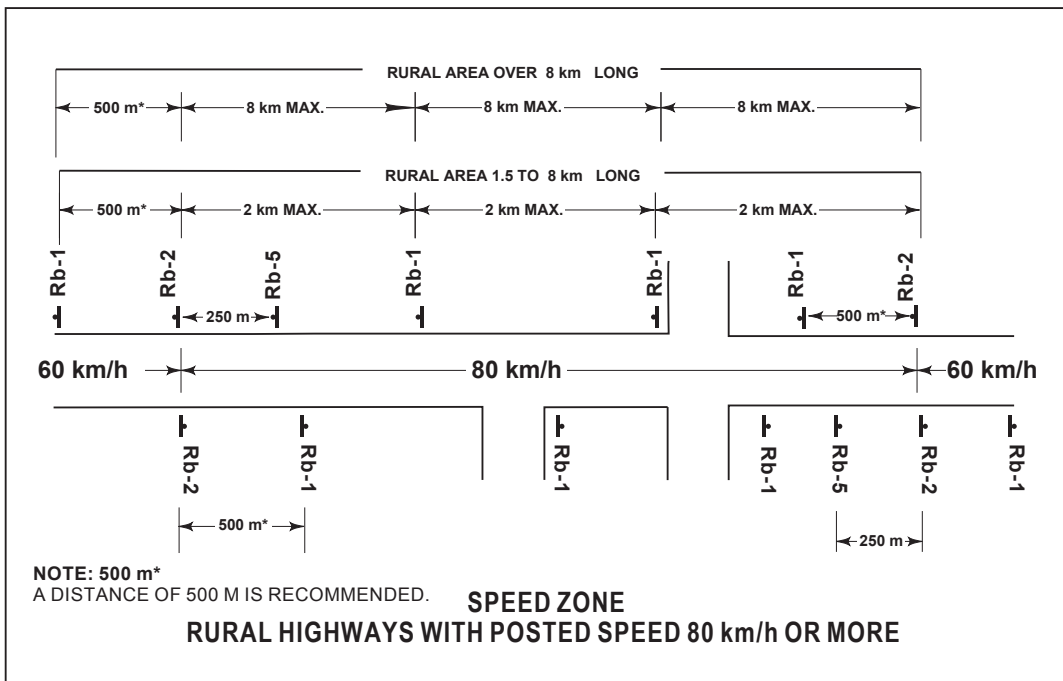 RURAL AREA OVER 8 km LONG
500 m* 8 km MAX. 8 km MAX. 8 km MAX.
RURAL AREA 1.5 TO 8 km LONG
500 m* 2 km MAX. 2 km MAX. 2 km MAX.
Rb-1 Rb-2 Rb-5 Rb-1 Rb-1 Rb-1 Rb-2
250 m 500 m*
60 km/h 80 km/h 60 km/h
Rb-2 Rb-1 Rb-1 Rb-1 Rb-5 Rb-2 Rb-1
500 m* 250 m
NOTE: 500 m*
A DISTANCE OF 500 M IS RECOMMENDED.
SPEED ZONE
RURAL HIGHWAYS WITH POSTED SPEED 80 km/h OR MORE